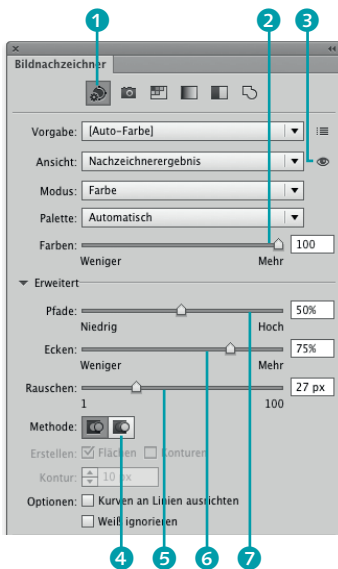 1 2 3
Bildnachzeichner
Vorgabe: [Auto-Farbe]
Ansicht: Nachzeichnerergebnis
Modus: Farbe
Palette: Automatisch
Farben: 100
Weniger Mehr
Erweitert
Pfade: 50%
Niedrig Hoch
Ecken: 75%
Weniger Mehr
Rauschen: 27 px
1 100
Methode:
Erstellen: Flächen Konturen
Kontur: 10 px
Optionen: Kurven an Linien ausrichten
Weiß ignorieren
4 5 6 7